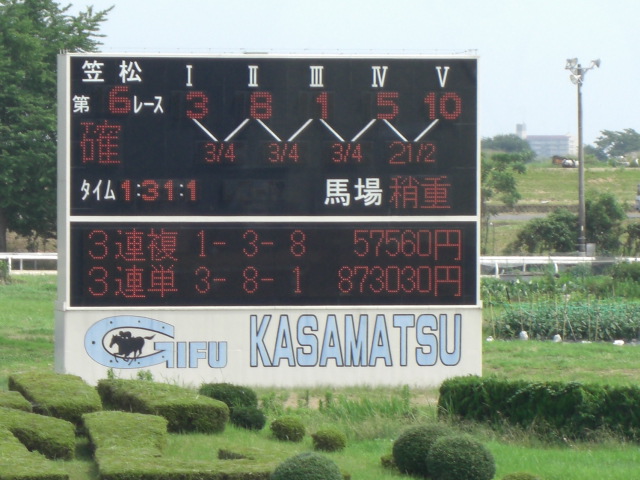 笠松 Ⅰ Ⅱ Ⅲ Ⅳ Ⅴ
第6レース 3 8 1 5 10
確 3/4 3/4 3/4 21/2
タイム 1:31:1 馬場 稍重
3連複 1-3-8 57560円
3連単 3-8-1 873030円
GIFU KASAMATSU